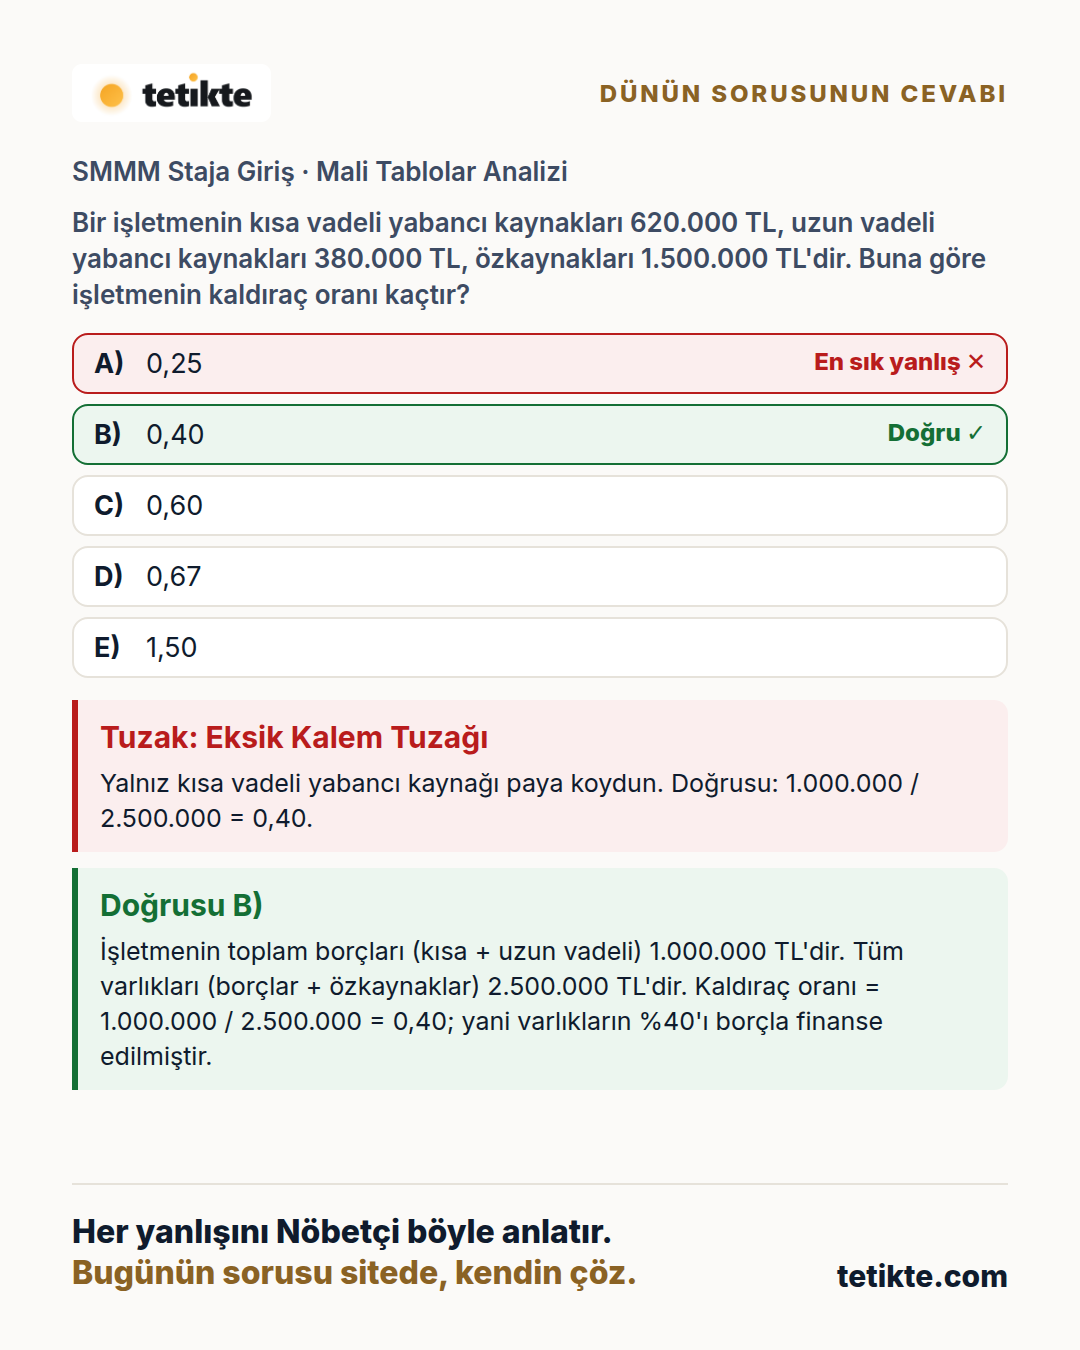 tetikte
DÜNÜN SORUSUNUN CEVABI
SMMM Staja Giriş · Mali Tablolar Analizi
Bir işletmenin kısa vadeli yabancı kaynakları 620.000 TL, uzun vadeli
yabancı kaynakları 380.000 TL, özkaynakları 1.500.000 TL'dir. Buna göre
işletmenin kaldıraç oranı kaçtır?
A) 0,25 En sık yanlış ✕
B) 0,40 Doğru ✓
C) 0,60
D) 0,67
E) 1,50
Tuzak: Eksik Kalem Tuzağı
Yalnız kısa vadeli yabancı kaynağı paya koydun. Doğrusu: 1.000.000 /
2.500.000 = 0,40.
Doğrusu B)
İşletmenin toplam borçları (kısa + uzun vadeli) 1.000.000 TL'dir. Tüm
varlıkları (borçlar + özkaynaklar) 2.500.000 TL'dir. Kaldıraç oranı =
1.000.000 / 2.500.000 = 0,40; yani varlıkların %40'ı borçla finanse
edilmiştir.
Her yanlışını Nöbetçi böyle anlatır.
Bugünün sorusu sitede, kendin çöz.
tetikte.com